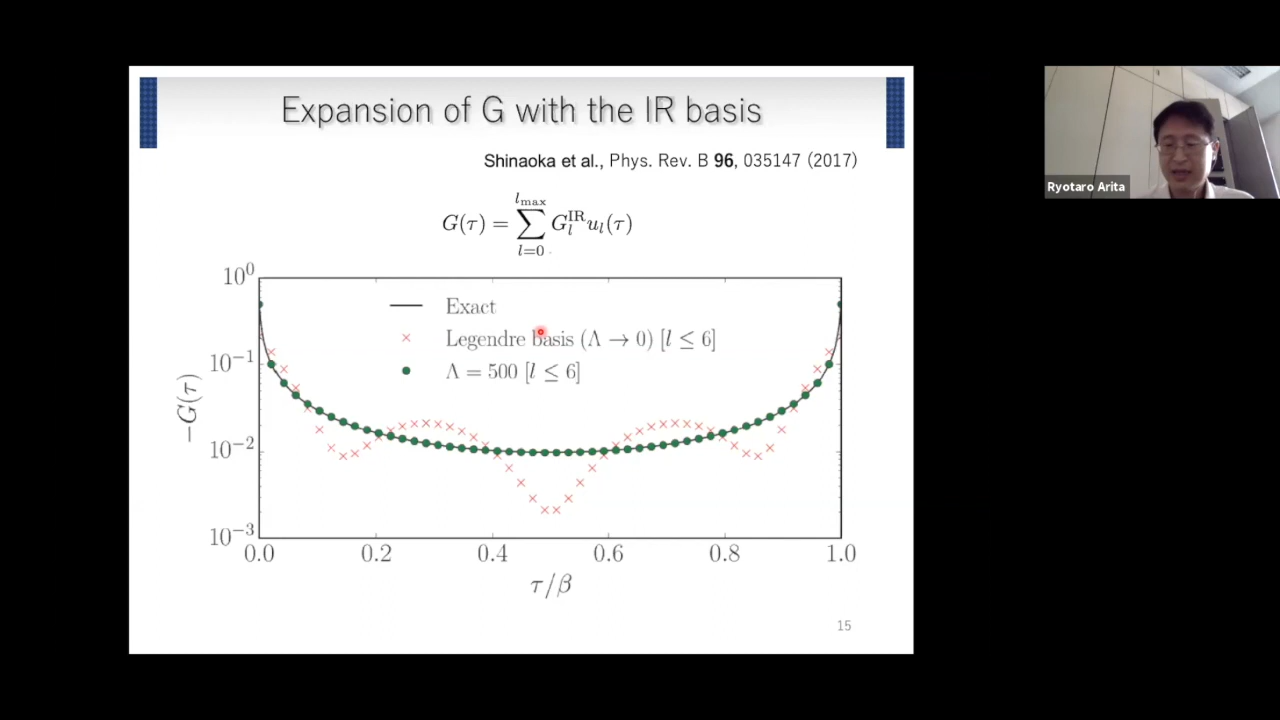 Expansion of G with the IR basis
Shinaoka et al., Phys. Rev. B 96, 035147 (2017)
G(τ) = ∑_{l=0}^{l_max} G_l^{IR} u_l(τ)
10^0
10^{-1}
10^{-2}
10^{-3}
−G(τ)
Exact
Legendre basis (Λ → 0) [l ≤ 6]
Λ = 500 [l ≤ 6]
0.0 0.2 0.4 0.6 0.8 1.0
τ/β
15
Ryotaro Arita